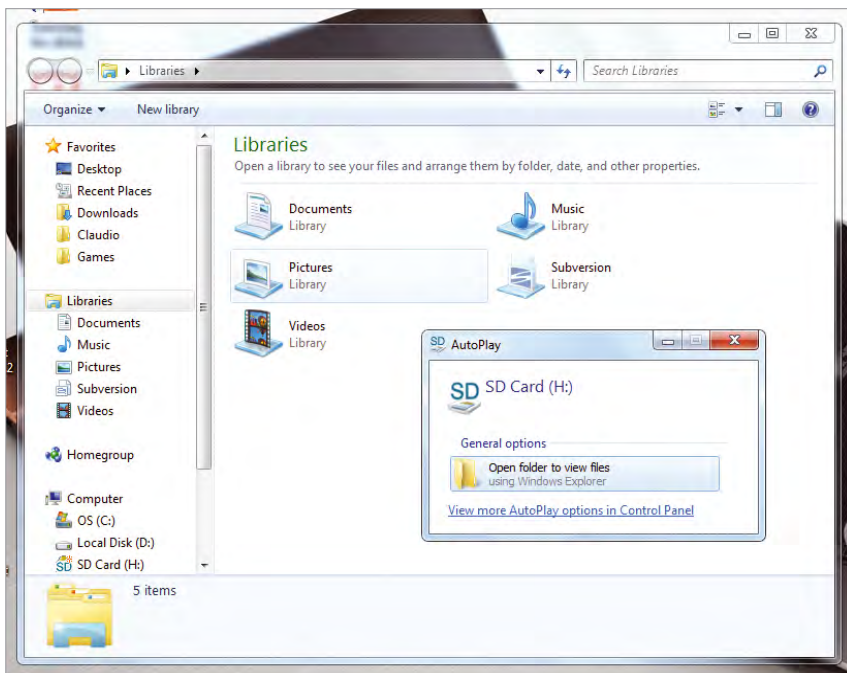 Libraries
Search Libraries
Organize
New library
Favorites
Desktop
Recent Places
Downloads
Claudio
Games
Libraries
Documents
Music
Pictures
Subversion
Videos
Homegroup
Computer
OS (C:)
Local Disk (D:)
SD Card (H:)
Libraries
Open a library to see your files and arrange them by folder, date, and other properties.
Documents
Library
Music
Library
Pictures
Library
Subversion
Library
Videos
Library
SD AutoPlay
SD SD Card (H:)
General options
Open folder to view files
using Windows Explorer
View more AutoPlay options in Control Panel
5 items
2